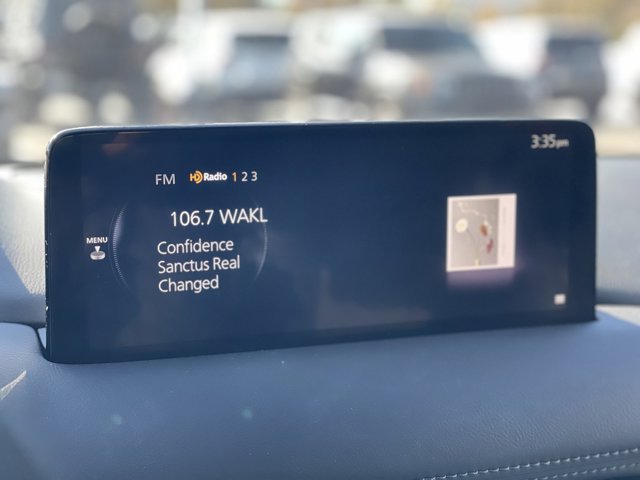 3:35pm
FM HD Radio 1 2 3
106.7 WAKL
MENU
Confidence
Sanctus Real
Changed